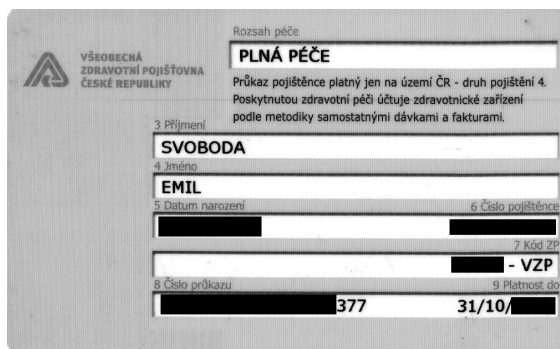 Rozsah péče
VŠEOBECNÁ
ZDRAVOTNÍ POJIŠŤOVNA
ČESKÉ REPUBLIKY
PLNÁ PÉČE
Průkaz pojištěnce platný jen na území ČR - druh pojištění 4.
Poskytnutou zdravotní péči účtuje zdravotnické zařízení
podle metodiky samostatnými dávkami a fakturami.
3 Příjmení
SVOBODA
4 Jméno
EMIL
5 Datum narození 6 Číslo pojištěnce
7 Kód ZP
- VZP
8 Číslo průkazu 9 Platnost do
377 31/10/